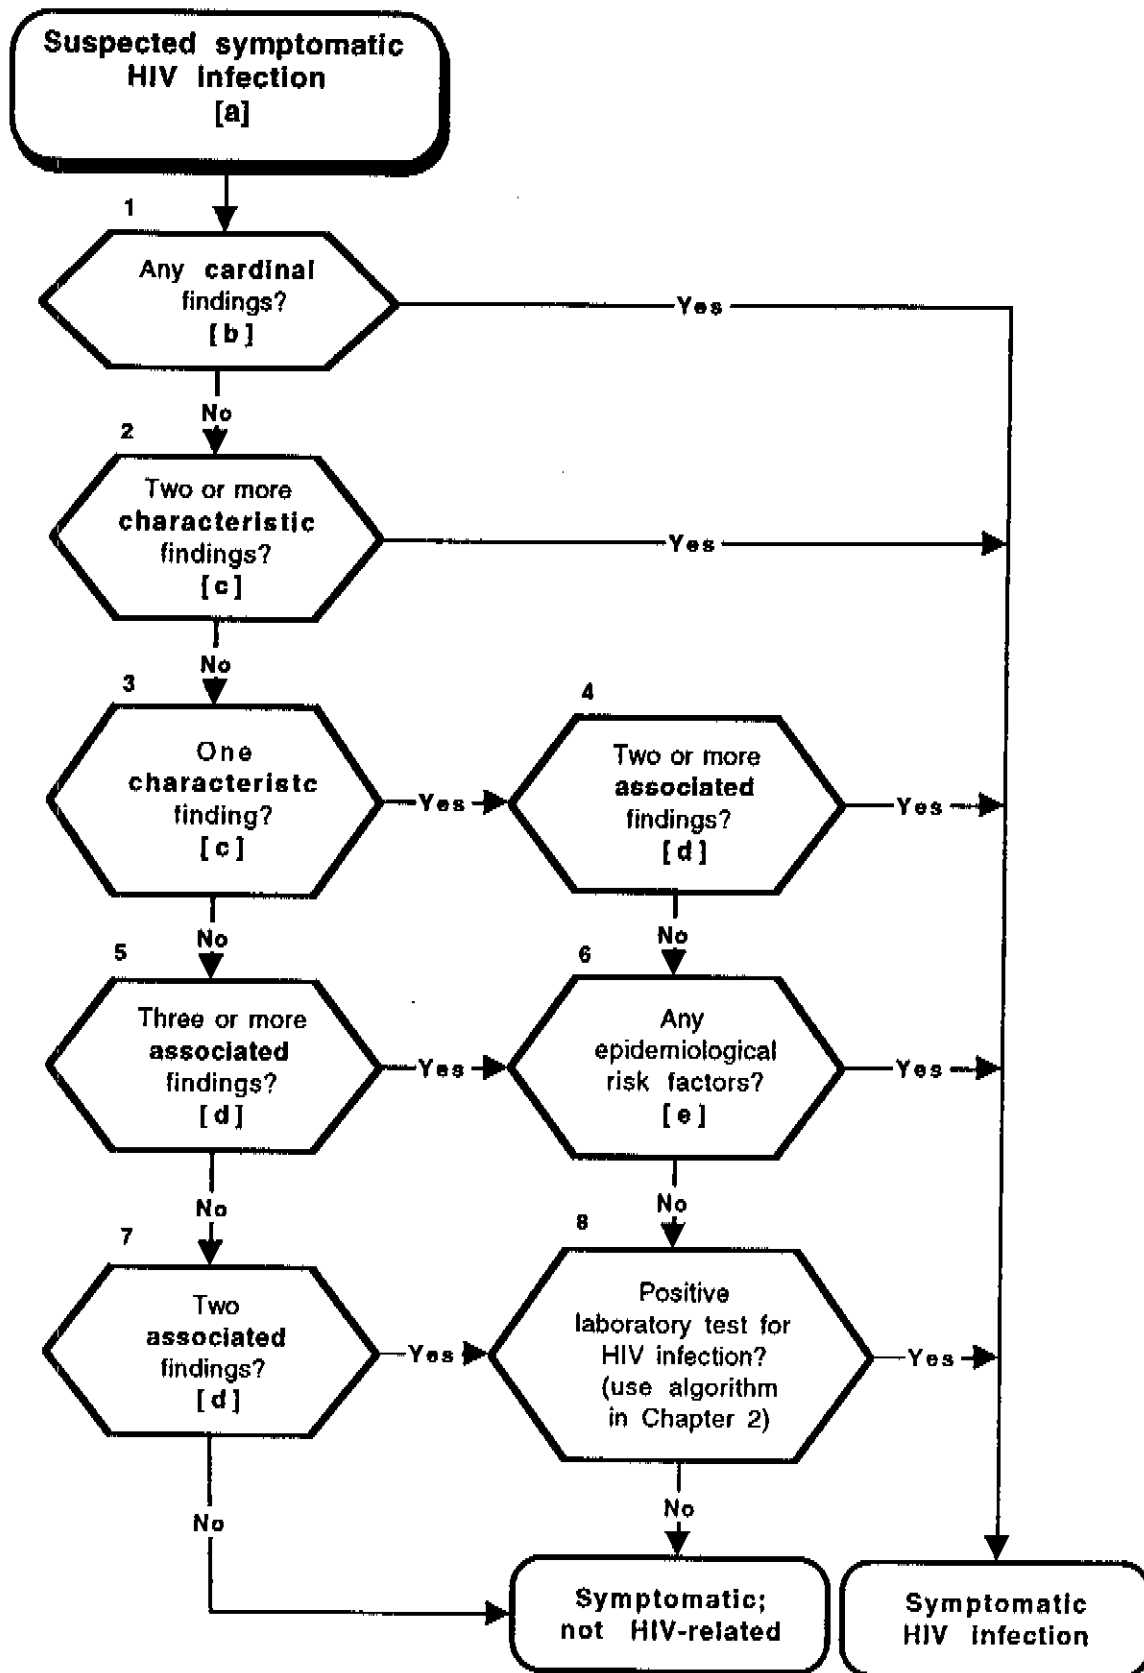 Suspected symptomatic
HIV infection
[a]
1
Any cardinal
findings?
[b]
Yes
No
2
Two or more
characteristic
findings?
[c]
Yes
No
3
One
characteristc
finding?
[c]
Yes
4
Two or more
associated
findings?
[d]
Yes
No
No
5
Three or more
associated
findings?
[d]
Yes
6
Any
epidemiological
risk factors?
[e]
Yes
No
No
7
Two
associated
findings?
[d]
Yes
8
Positive
laboratory test for
HIV infection?
(use algorithm
in Chapter 2)
Yes
No
No
Symptomatic;
not HIV-related
Symptomatic
HIV infection